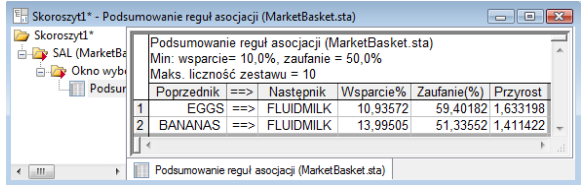 Skoroszyt1* - Podsumowanie reguł asocjacji (MarketBasket.sta)
Skoroszyt1*
SAL (MarketBa
Okno wybo
Podsur
Podsumowanie reguł asocjacji (MarketBasket.sta)
Min: wsparcie= 10,0%, zaufanie = 50,0%
Maks. liczność zestawu = 10
Poprzednik ==> Następnik Wsparcie% Zaufanie(%) Przyrost
1 EGGS ==> FLUIDMILK 10,93572 59,40182 1,633198
2 BANANAS ==> FLUIDMILK 13,99505 51,33552 1,411422
Podsumowanie reguł asocjacji (MarketBasket.sta)